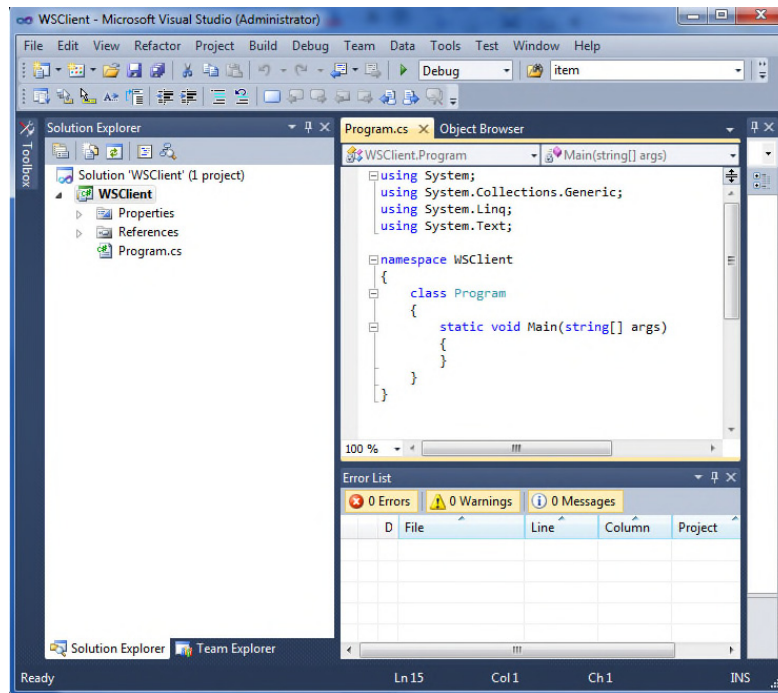 WSClient - Microsoft Visual Studio (Administrator)
File Edit View Refactor Project Build Debug Team Data Tools Test Window Help
Debug item
Toolbox
Solution Explorer
Solution 'WSClient' (1 project)
WSClient
Properties
References
Program.cs
Program.cs Object Browser
WSClient.Program Main(string[] args)
using System;
using System.Collections.Generic;
using System.Linq;
using System.Text;
namespace WSClient
{
class Program
{
static void Main(string[] args)
{
}
}
}
100 %
Error List
0 Errors 0 Warnings 0 Messages
D File Line Column Project
Solution Explorer Team Explorer
Ready Ln 15 Col 1 Ch 1 INS